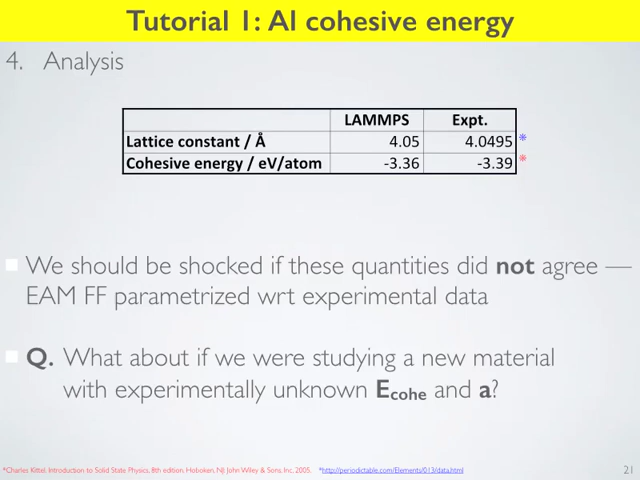 Tutorial 1: Al cohesive energy
4. Analysis
LAMMPS Expt.
Lattice constant / Å 4.05 4.0495 *
Cohesive energy / eV/atom -3.36 -3.39 *
We should be shocked if these quantities did not agree —
EAM FF parametrized wrt experimental data
Q. What about if we were studying a new material
with experimentally unknown Ecohe and a?
*Charles Kittel: Introduction to Solid State Physics, 8th edition. Hoboken, NJ: John Wiley & Sons, Inc, 2005. *http://periodictable.com/Elements/013/data.html 21